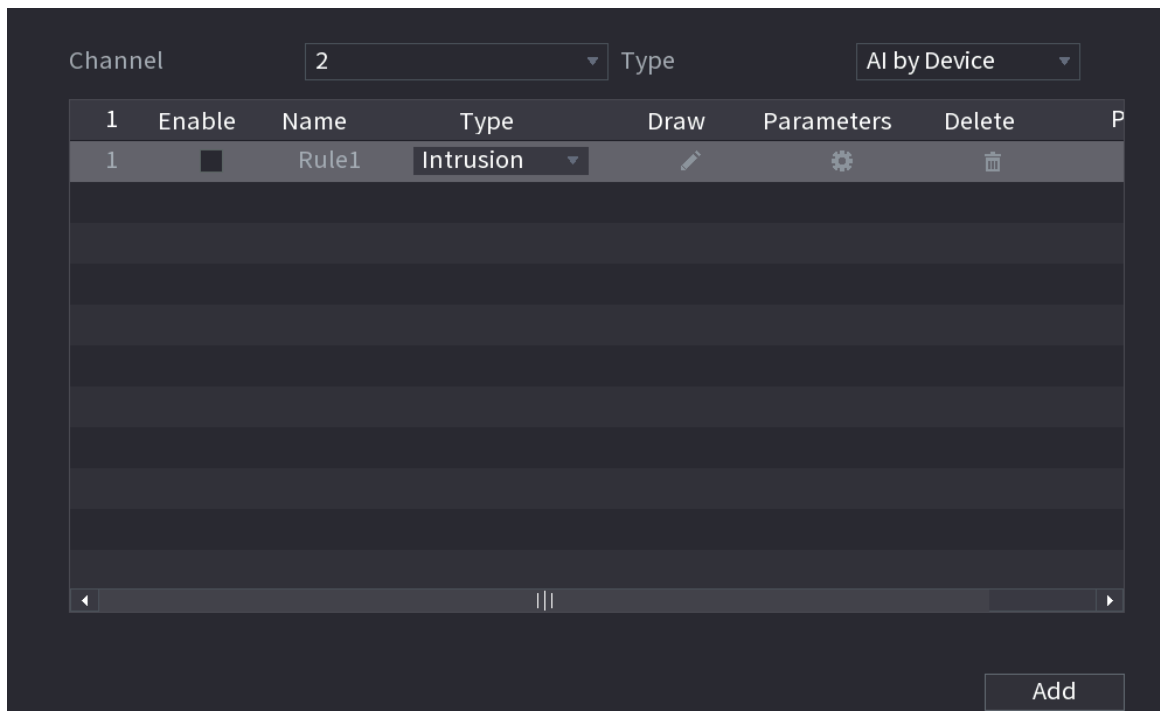 Channel 2 Type AI by Device
1 Enable Name Type Draw Parameters Delete P
1 Rule1 Intrusion
Add